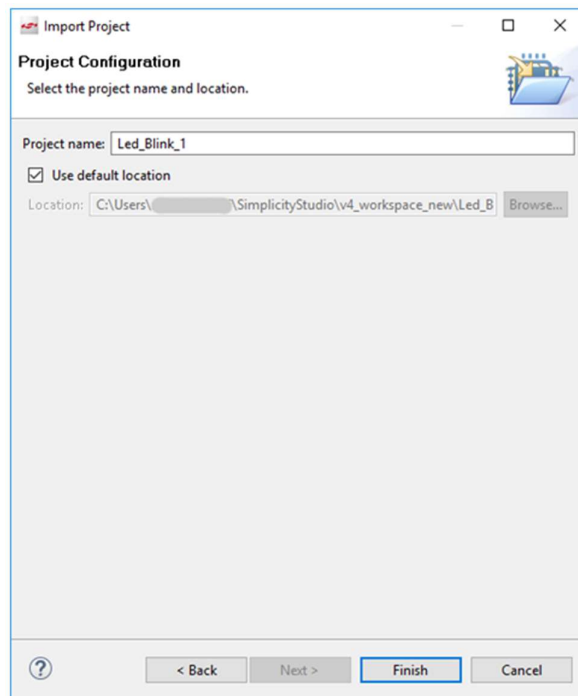 Import Project
Project Configuration
Select the project name and location.
Project name: Led_Blink_1
Use default location
Location: C:\Users\ \SimplicityStudio\v4_workspace_new\Led_B Browse...
? < Back Next > Finish Cancel